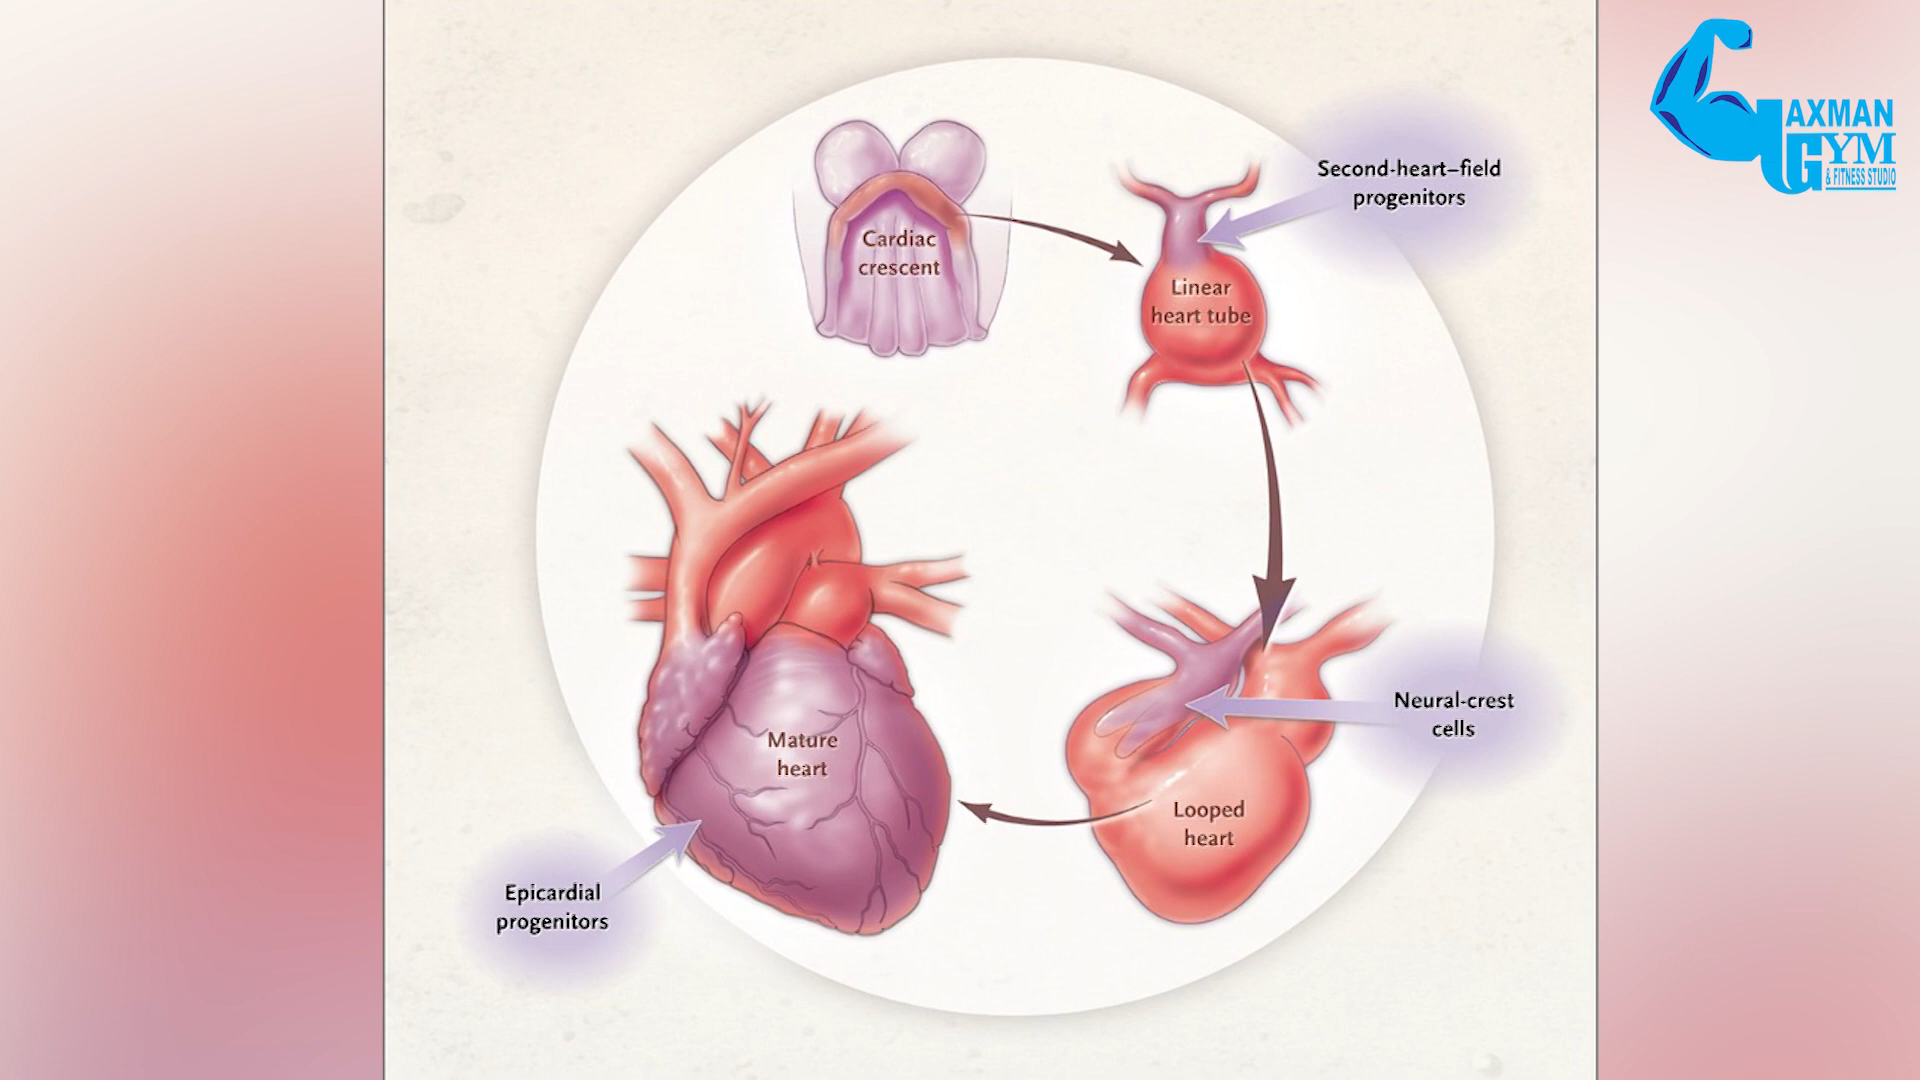 Cardiac
crescent
Linear
heart tube
Second-heart–field
progenitors
Neural-crest
cells
Looped
heart
Mature
heart
Epicardial
progenitors
LAXMAN
GYM
& FITNESS STUDIO